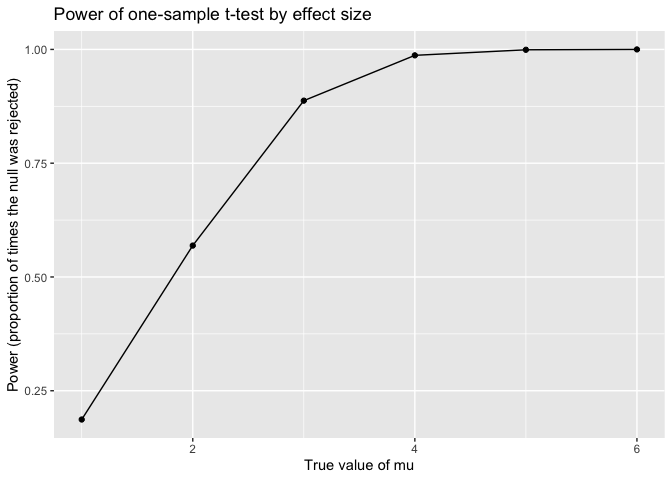 Power of one-sample t-test by effect size
Power (proportion of times the null was rejected)
1.00
0.75
0.50
0.25
2
4
6
True value of mu